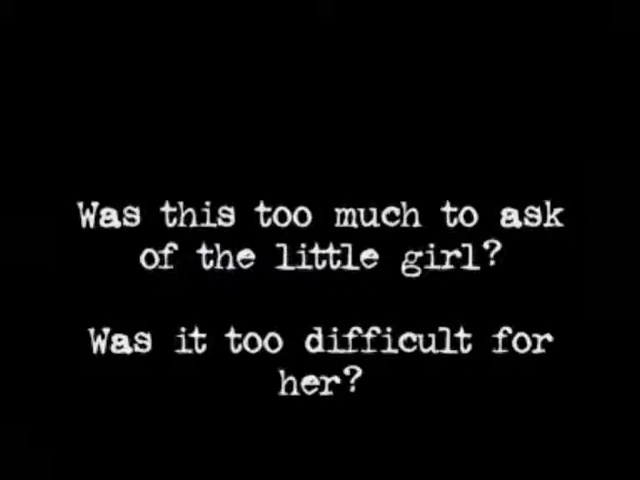 Was this too much to ask
of the little girl?
Was it too difficult for
her?